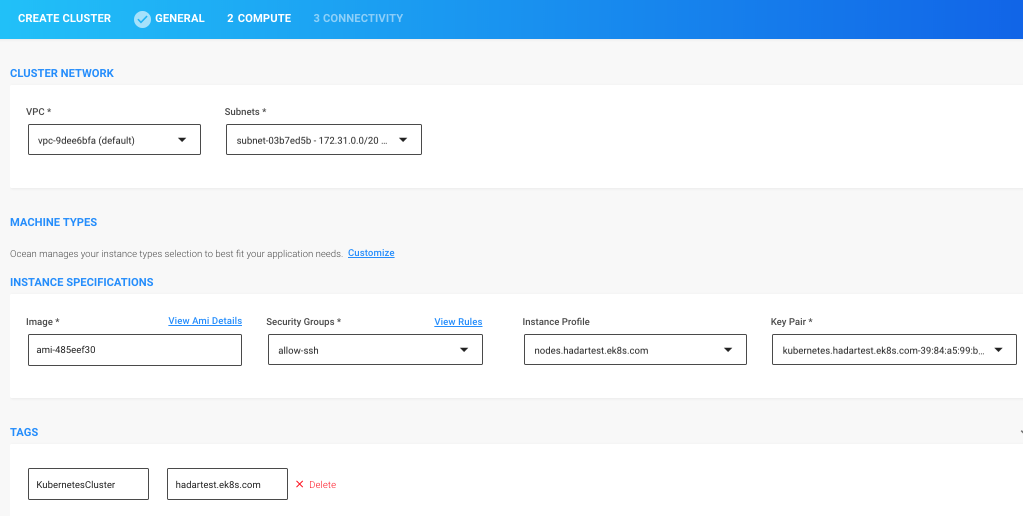 CREATE CLUSTER GENERAL 2 COMPUTE 3 CONNECTIVITY
CLUSTER NETWORK
VPC * Subnets *
vpc-9dee6bfa (default) subnet-03b7ed5b - 172.31.0.0/20 ...
MACHINE TYPES
Ocean manages your instance types selection to best fit your application needs. Customize
INSTANCE SPECIFICATIONS
Image * View Ami Details Security Groups * View Rules Instance Profile Key Pair *
ami-485eef30 allow-ssh nodes.hadartest.ek8s.com kubernetes.hadartest.ek8s.com-39:84:a5:99:b...
TAGS
KubernetesCluster hadartest.ek8s.com Delete